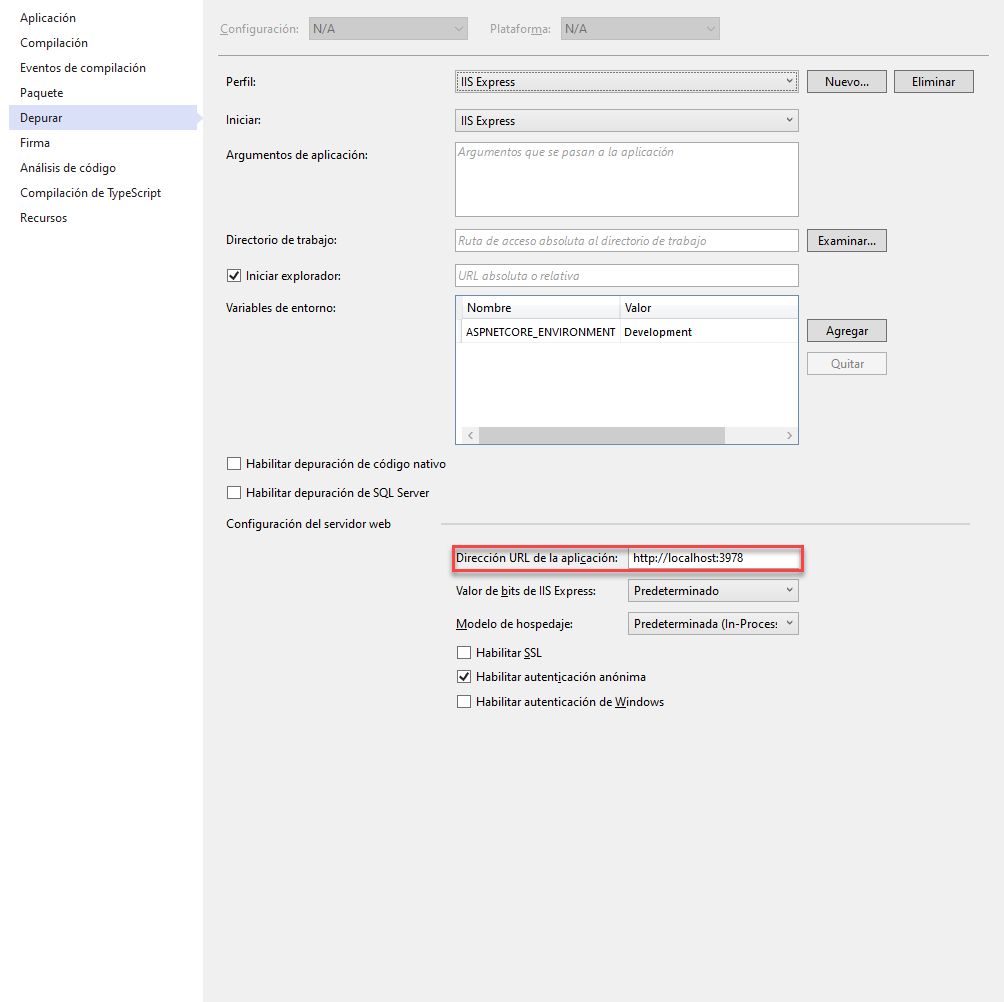 Aplicación
Compilación
Eventos de compilación
Paquete
Depurar
Firma
Análisis de código
Compilación de TypeScript
Recursos
Configuración: N/A Plataforma: N/A
Perfil: IIS Express Nuevo... Eliminar
Iniciar: IIS Express
Argumentos de aplicación: Argumentos que se pasan a la aplicación
Directorio de trabajo: Ruta de acceso absoluta al directorio de trabajo Examinar...
Iniciar explorador: URL absoluta o relativa
Variables de entorno: Nombre Valor
ASPNETCORE_ENVIRONMENT Development Agregar
Quitar
Habilitar depuración de código nativo
Habilitar depuración de SQL Server
Configuración del servidor web
Dirección URL de la aplicación: http://localhost:3978
Valor de bits de IIS Express: Predeterminado
Modelo de hospedaje: Predeterminada (In-Process
Habilitar SSL
Habilitar autenticación anónima
Habilitar autenticación de Windows